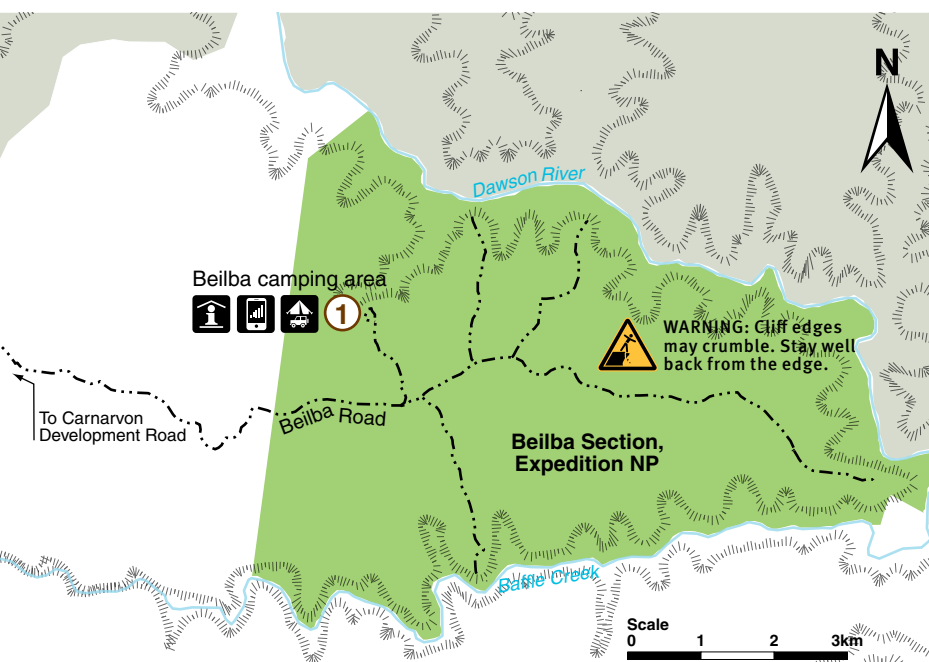 N
Dawson River
Beilba camping area
1
WARNING: Cliff edges
may crumble. Stay well
back from the edge.
To Carnarvon
Development Road
Beilba Road
Beilba Section,
Expedition NP
Baffle Creek
Scale
0 1 2 3km